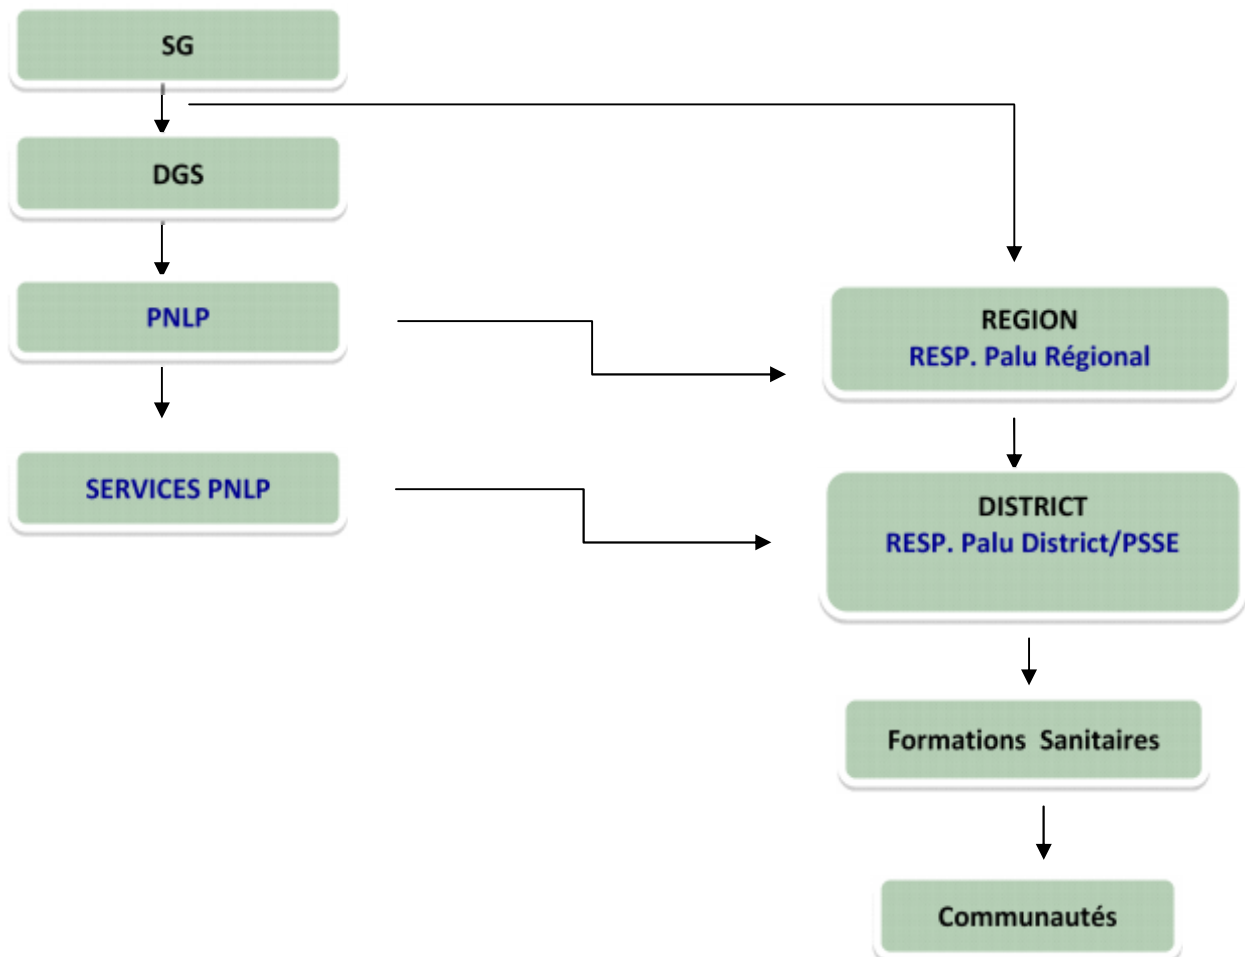 SG
DGS
PNLP
SERVICES PNLP
REGION
RESP. Palu Régional
DISTRICT
RESP. Palu District/PSSE
Formations Sanitaires
Communautés